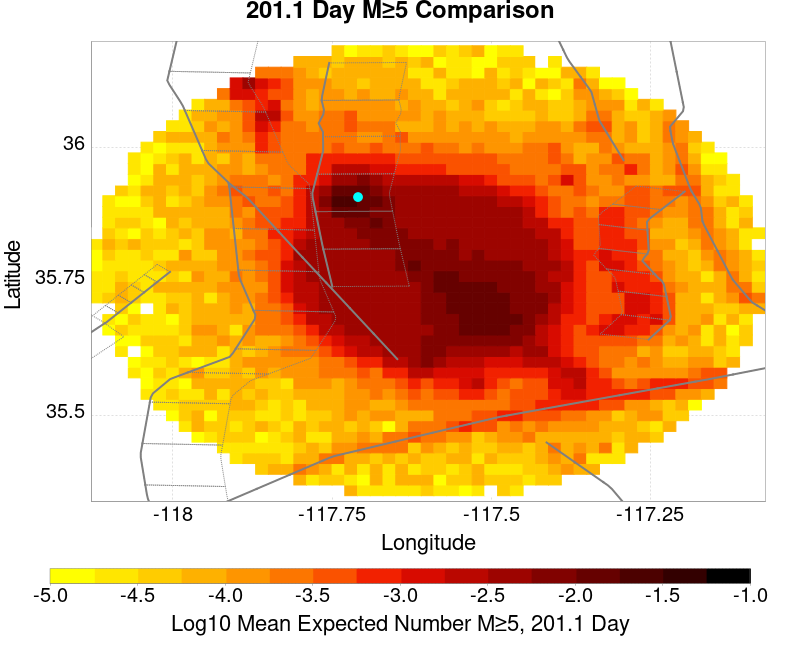 201.1 Day M≥5 Comparison
Latitude
36
35.75
35.5
-118 -117.75 -117.5 -117.25
Longitude
-5.0 -4.5 -4.0 -3.5 -3.0 -2.5 -2.0 -1.5 -1.0
Log10 Mean Expected Number M≥5, 201.1 Day